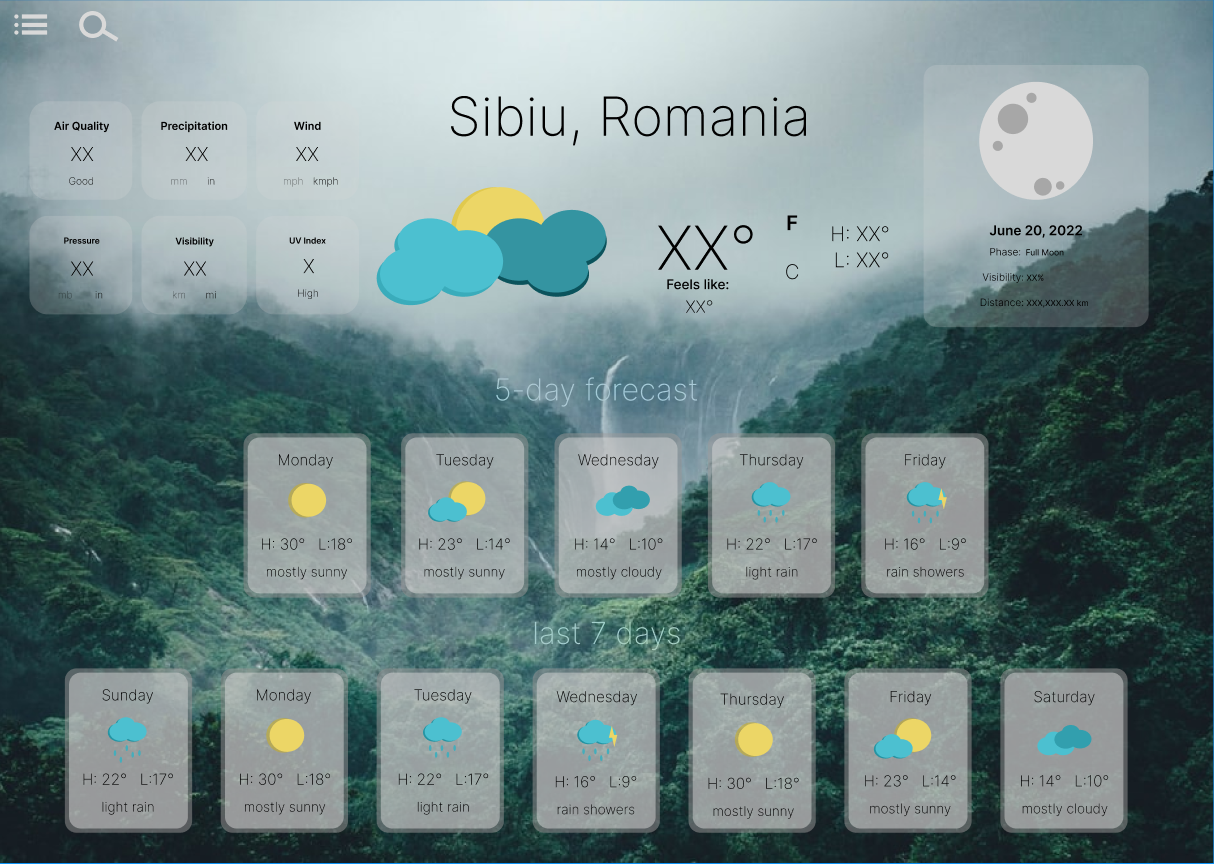 Sibiu, Romania
Air Quality
XX
Good
Precipitation
XX
mm in
Wind
XX
mph kmph
Pressure
XX
mb in
Visibility
XX
km mi
UV Index
X
High
XX°
Feels like:
XX°
F
C
H: XX°
L: XX°
June 20, 2022
Phase: Full Moon
Visibility: XX%
Distance: XXX,XXX.XX km
5-day forecast
Monday
H: 30° L:18°
mostly sunny
Tuesday
H: 23° L:14°
mostly sunny
Wednesday
H: 14° L:10°
mostly cloudy
Thursday
H: 22° L:17°
light rain
Friday
H: 16° L:9°
rain showers
last 7 days
Sunday
H: 22° L:17°
light rain
Monday
H: 30° L:18°
mostly sunny
Tuesday
H: 22° L:17°
light rain
Wednesday
H: 16° L:9°
rain showers
Thursday
H: 30° L:18°
mostly sunny
Friday
H: 23° L:14°
mostly sunny
Saturday
H: 14° L:10°
mostly cloudy